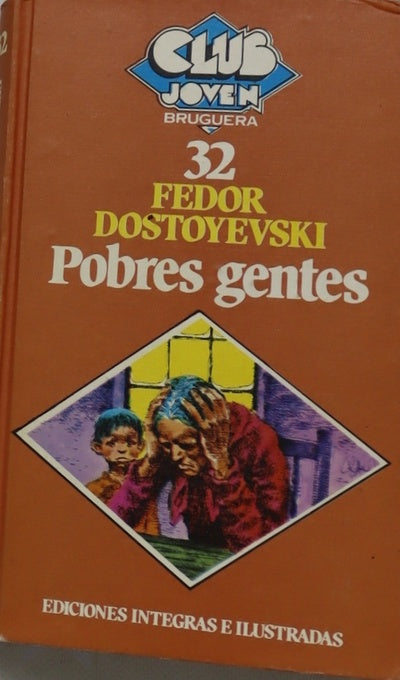 CLUB
JOVEN
BRUGUERA
32
FEDOR
DOSTOYEVSKI
Pobres gentes
EDICIONES INTEGRAS E ILUSTRADAS